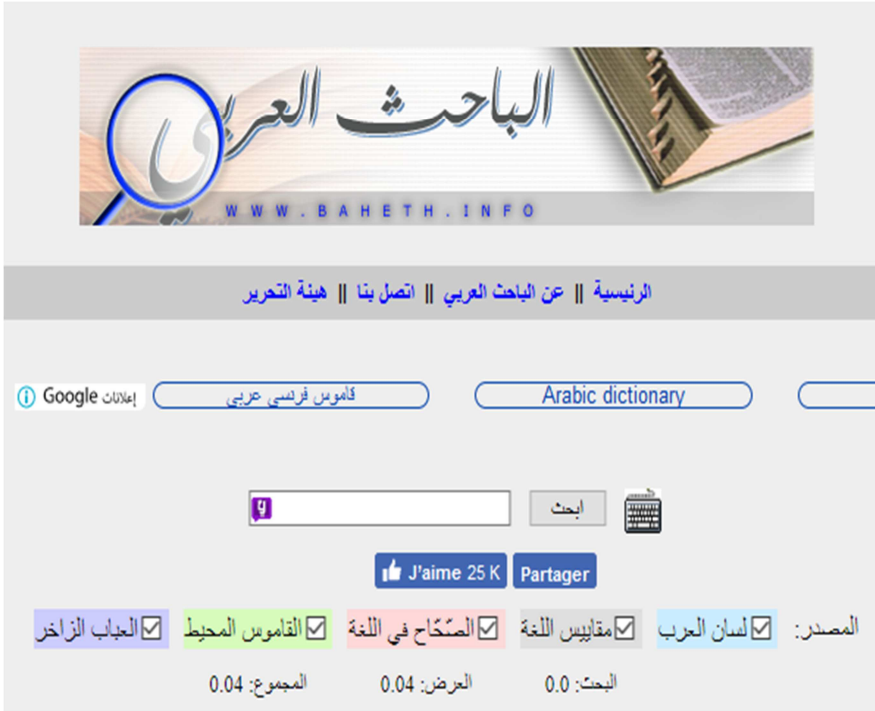 الباحث العربي
WWW.BAHETH.INFO
الرئيسية || عن الباحث العربي || اتصل بنا || هيئة التحرير
Arabic dictionary قاموس فرنسي عربي إعلانات Google
ابحث
J'aime 25 K Partager
المصدر: لسان العرب مقاييس اللغة الصّحّاح في اللغة القاموس المحيط العباب الزاخر
البحث: 0.0 العرض: 0.04 المجموع: 0.04